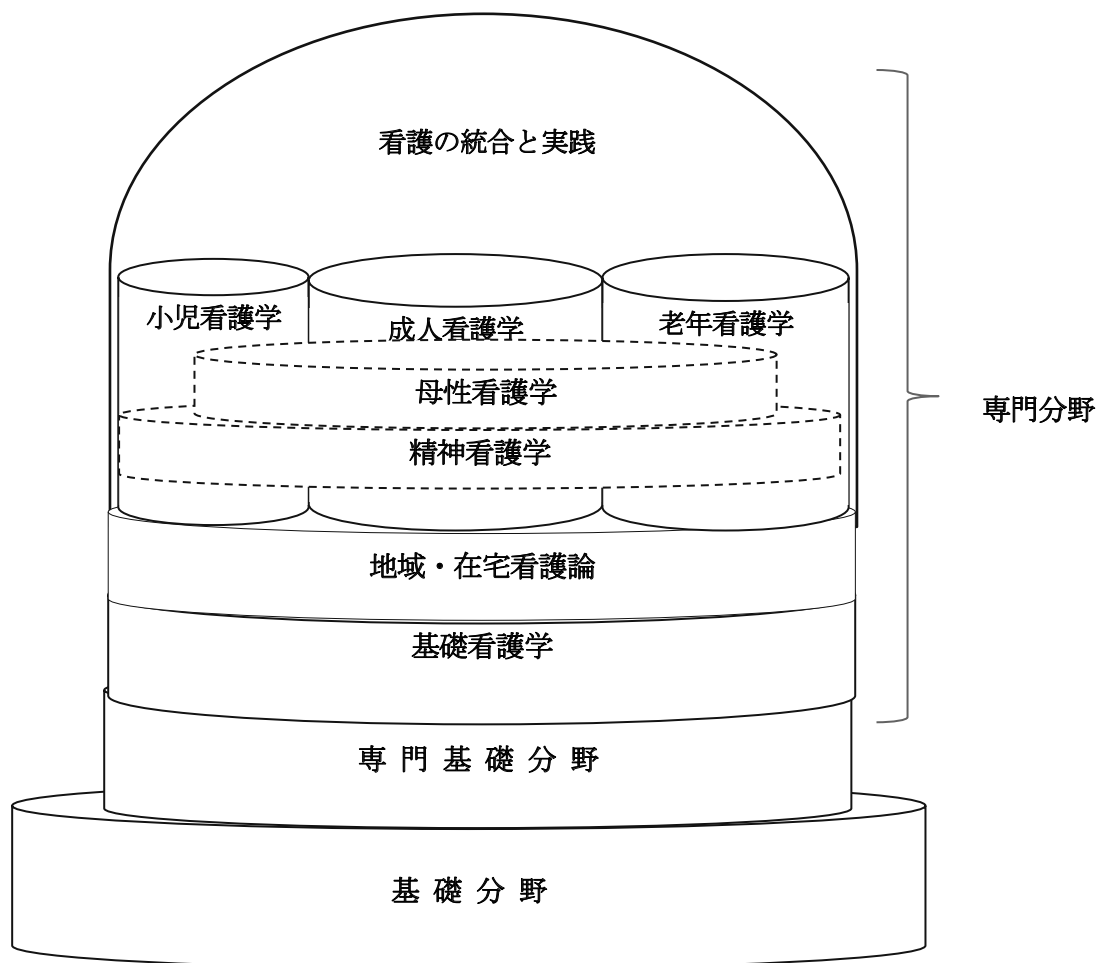 看護の統合と実践
小児看護学
成人看護学
老年看護学
母性看護学
専門分野
精神看護学
地域・在宅看護論
基礎看護学
専 門 基 礎 分 野
基 礎 分 野